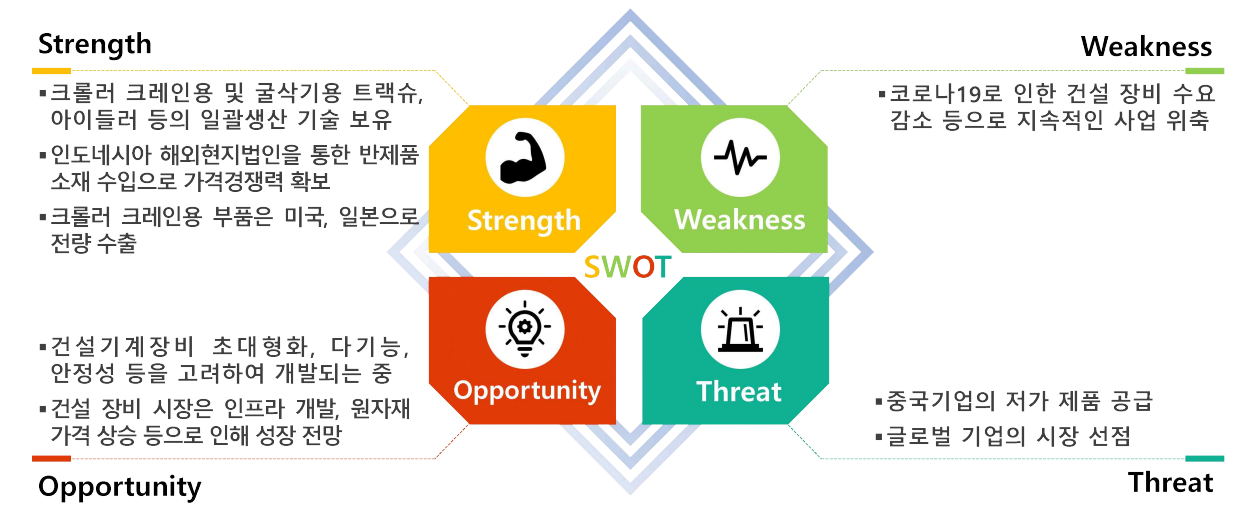 Strength
▪크롤러 크레인용 및 굴삭기용 트랙슈,
아이들러 등의 일괄생산 기술 보유
▪인도네시아 해외현지법인을 통한 반제품
소재 수입으로 가격경쟁력 확보
▪크롤러 크레인용 부품은 미국, 일본으로
전량 수출
Weakness
▪코로나19로 인한 건설 장비 수요
감소 등으로 지속적인 사업 위축
Strength
Weakness
SWOT
Opportunity
Threat
▪건설기계장비 초대형화, 다기능,
안정성 등을 고려하여 개발되는 중
▪건설 장비 시장은 인프라 개발, 원자재
가격 상승 등으로 인해 성장 전망
Opportunity
▪중국기업의 저가 제품 공급
▪글로벌 기업의 시장 선점
Threat